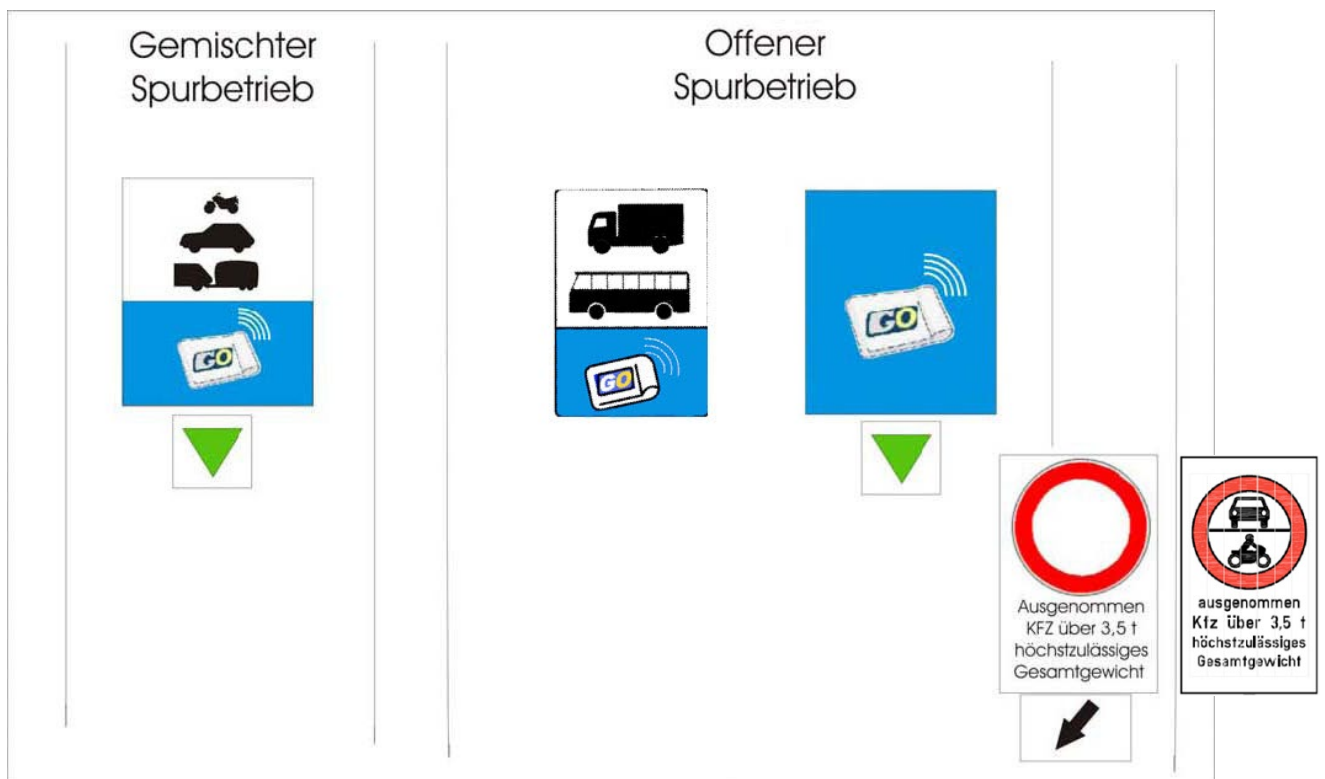 Gemischter
Spurbetrieb
Offener
Spurbetrieb
GO
GO
GO
Ausgenommen
KFZ über 3,5 t
höchstzulässiges
Gesamtgewicht
ausgenommen
Kfz über 3,5 t
höchstzulässiges
Gesamtgewicht